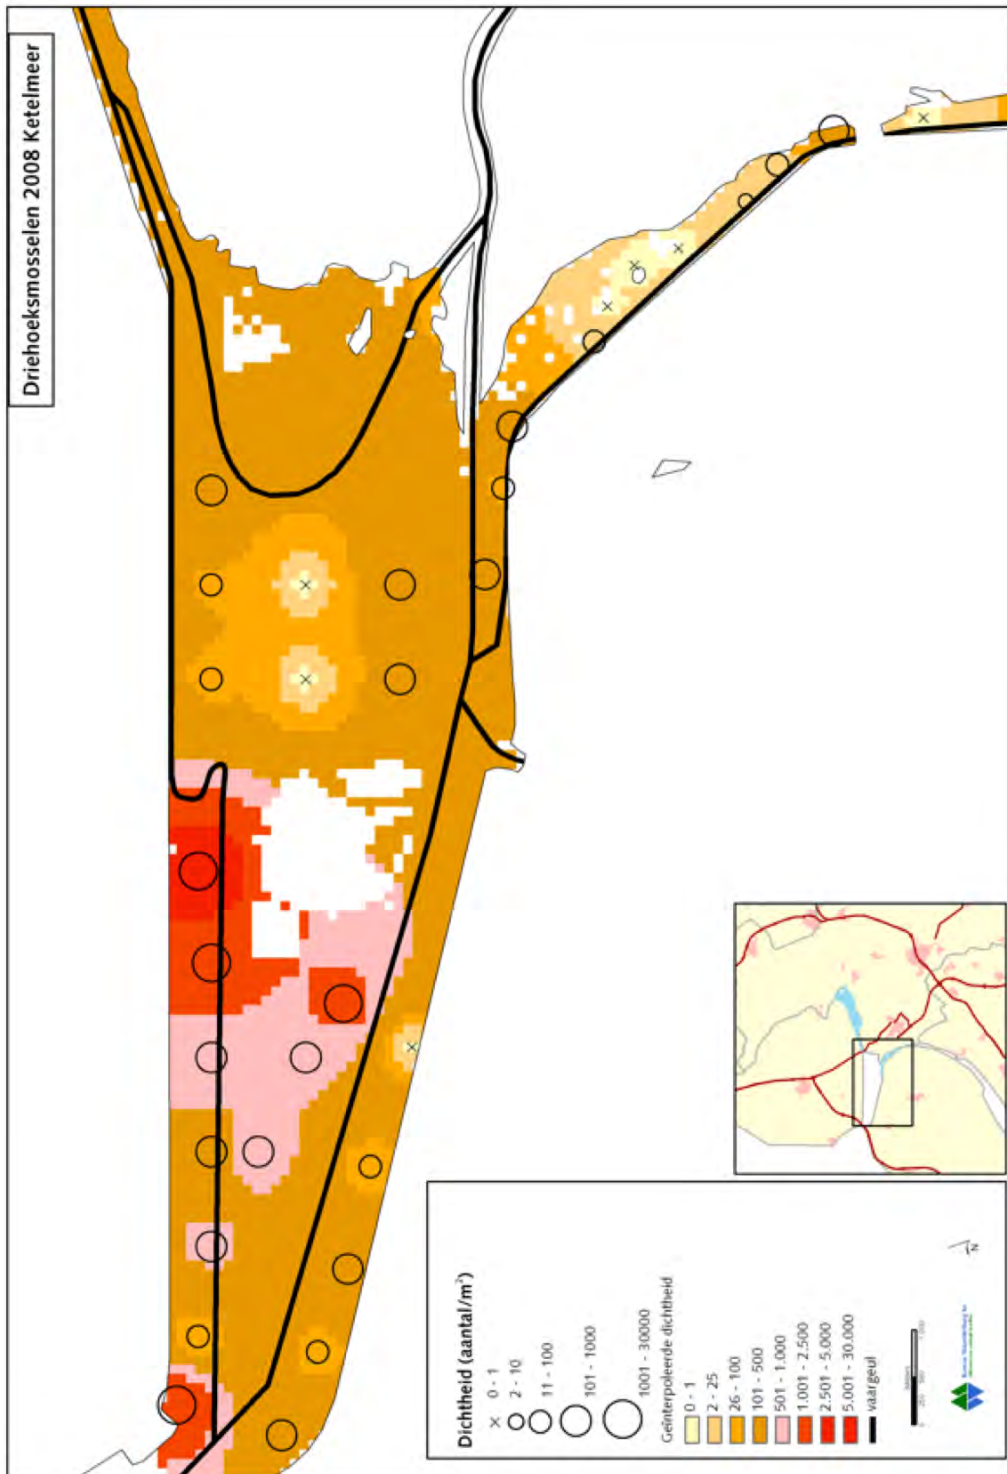 Driehoeksmosselen 2008 Ketelmeer
Dichtheid (aantal/m²)
0 - 1
2 - 10
11 - 100
101 - 1000
1001 - 30000
Geïnterpoleerde dichtheid
0 - 1
2 - 25
26 - 100
101 - 500
501 - 1.000
1.001 - 2.500
2.501 - 5.000
5.001 - 30.000
vaargeul
N